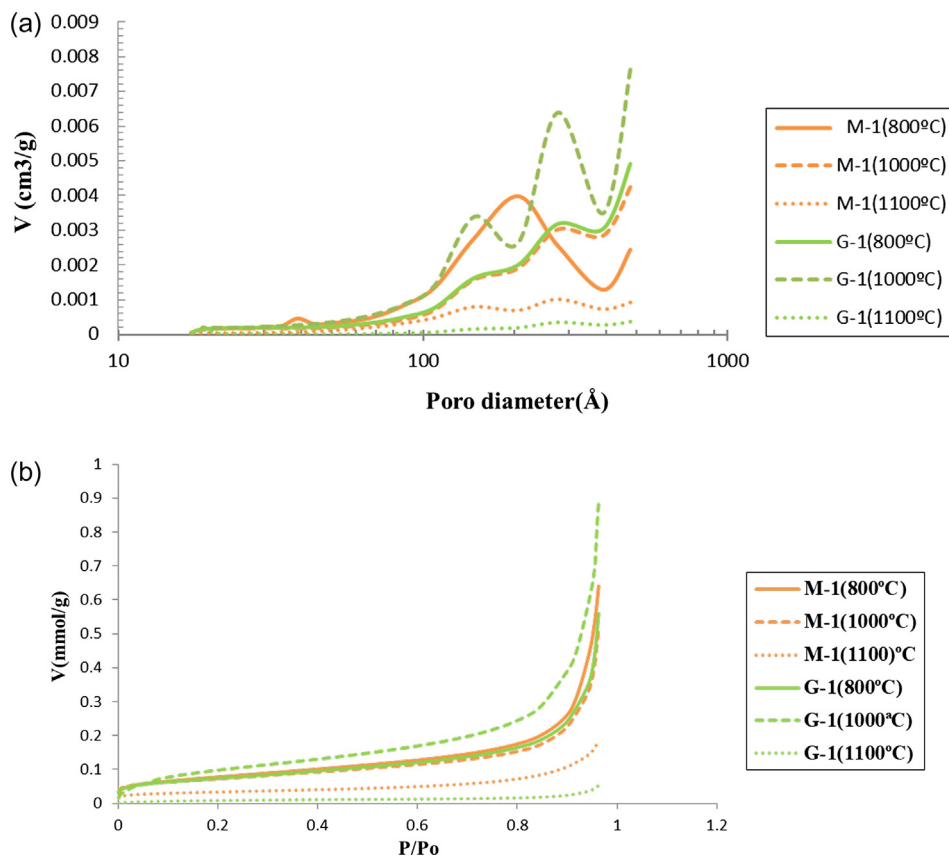 (a)
0.009
0.008
0.007
0.006
0.005
0.004
0.003
0.002
0.001
0
V (cm3/g)
10
100
1000
Poro diameter(Å)
M-1(800ºC)
M-1(1000ºC)
M-1(1100ºC)
G-1(800ºC)
G-1(1000ºC)
G-1(1100ºC)
(b)
1
0.9
0.8
0.7
0.6
0.5
0.4
0.3
0.2
0.1
0
V(mmol/g)
0
0.2
0.4
0.6
0.8
1
1.2
P/Po
M-1(800ºC)
M-1(1000ºC)
M-1(1100)ºC
G-1(800ºC)
G-1(1000ªC)
G-1(1100ºC)